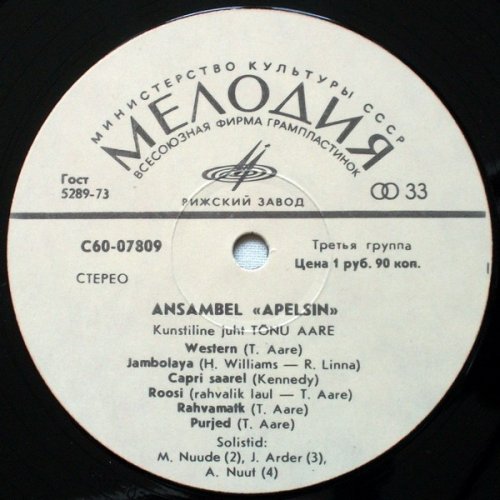 МИНИСТЕРСТВО КУЛЬТУРЫ СССР
МЕЛОДИЯ
ВСЕСОЮЗНАЯ ФИРМА ГРАМПЛАСТИНОК
Гост
5289-73
33
РИЖСКИЙ ЗАВОД
С60-07809
Третья группа
Цена 1 руб. 90 коп.
СТЕРЕО
ANSAMBEL «APELSIN»
Kunstiline juht TÕNU AARE
Western (T. Aare)
Jambolaya (H. Williams — R. Linna)
Capri saarel (Kennedy)
Roosi (rahvalik laul — T. Aare)
Rahvamatk (T. Aare)
Purjed (T. Aare)
Solistid:
M. Nuude (2), J. Arder (3),
A. Nuut (4)